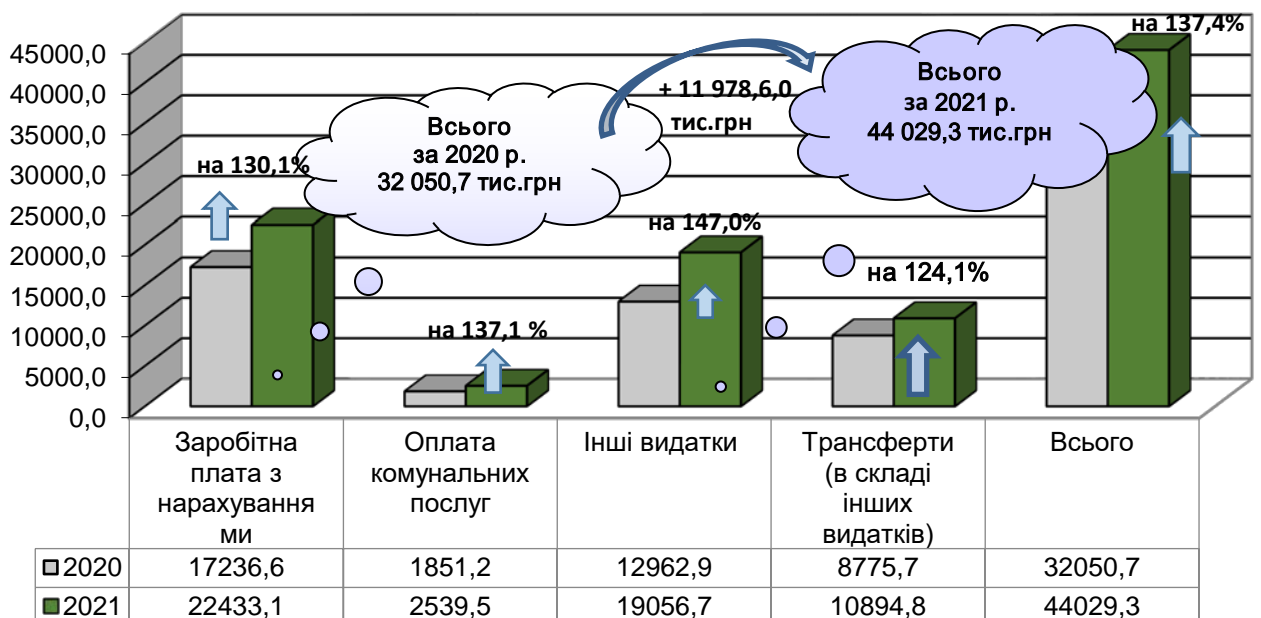 на 137,4%
45000,0
40000,0
35000,0
30000,0
25000,0
20000,0
15000,0
10000,0
5000,0
0,0
Всього
за 2020 р.
32 050,7 тис.грн
+ 11 978,6,0
тис.грн
Всього
за 2021 р.
44 029,3 тис.грн
на 130,1%
на 137,1 %
на 147,0%
на 124,1%
Заробітна
плата з
нарахування
ми
Оплата
комунальних
послуг
Інші видатки
Трансферти
(в складі
інших
видатків)
Всього
2020 17236,6 1851,2 12962,9 8775,7 32050,7
2021 22433,1 2539,5 19056,7 10894,8 44029,3